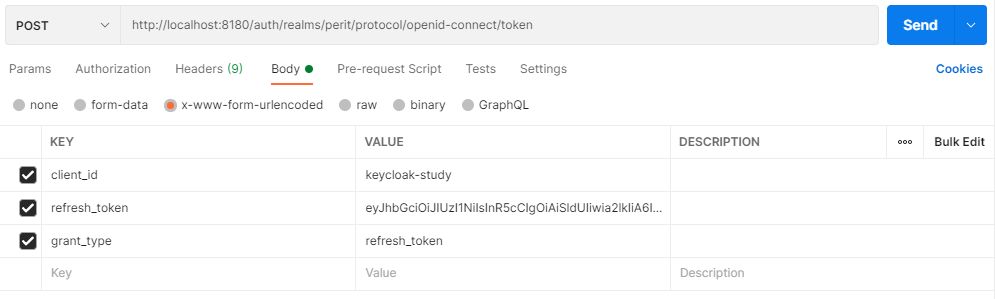 POST http://localhost:8180/auth/realms/perit/protocol/openid-connect/token Send
Params Authorization Headers (9) Body Pre-request Script Tests Settings Cookies
none form-data x-www-form-urlencoded raw binary GraphQL
KEY VALUE DESCRIPTION ooo Bulk Edit
client_id keycloak-study
refresh_token eyJhbGciOiJIUzI1NiIsInR5cCIgOiAiSldUIiwia2lkIiA6I...
grant_type refresh_token
Key Value Description